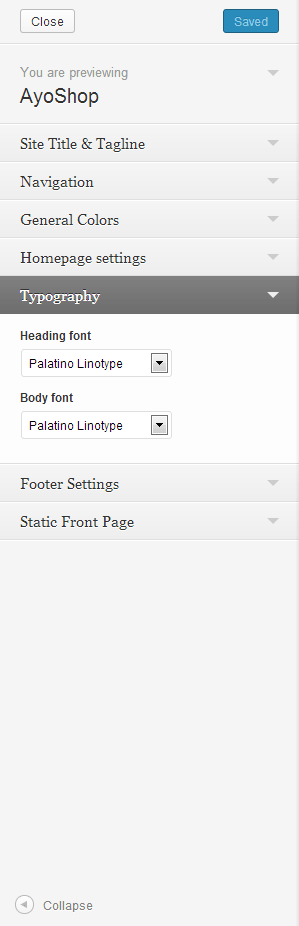 Close Saved
You are previewing
AyoShop
Site Title & Tagline
Navigation
General Colors
Homepage settings
Typography
Heading font
Palatino Linotype
Body font
Palatino Linotype
Footer Settings
Static Front Page
Collapse